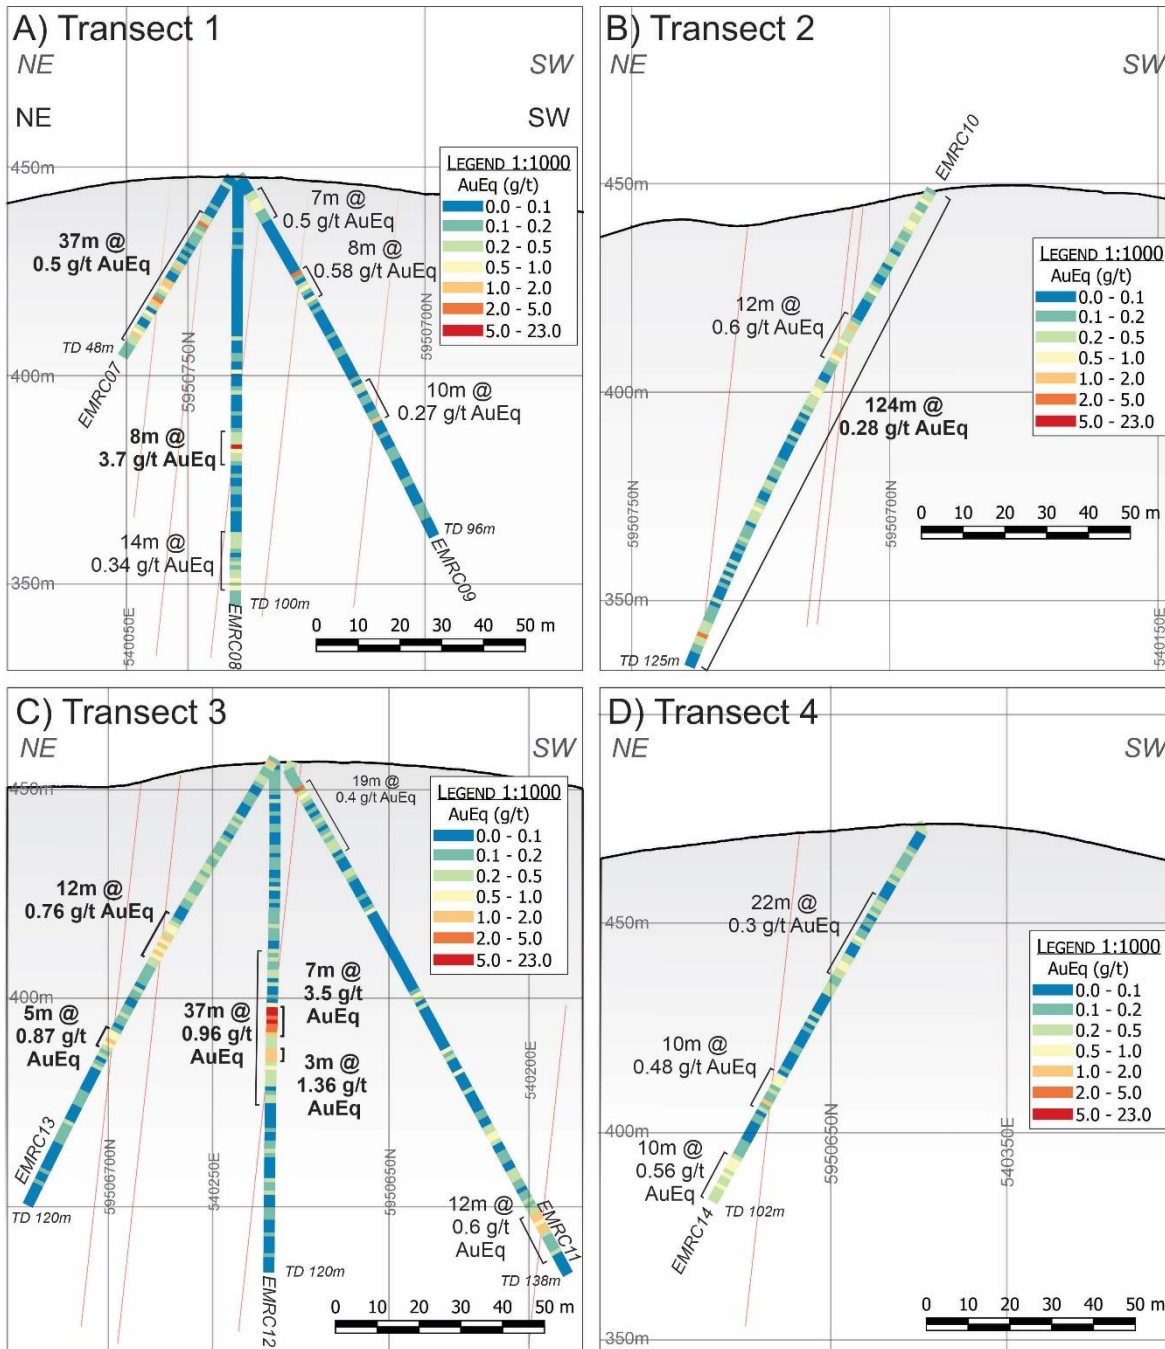 A) Transect 1
NE
SW
NE
SW
450m
LEGEND 1:1000
AuEq (g/t)
0.0 - 0.1
0.1 - 0.2
0.2 - 0.5
0.5 - 1.0
1.0 - 2.0
2.0 - 5.0
5.0 - 23.0
7m @
0.5 g/t AuEq
8m @
0.58 g/t AuEq
37m @
0.5 g/t AuEq
5950700N
5950750N
TD 48m
EMRC07
400m
10m @
0.27 g/t AuEq
8m @
3.7 g/t AuEq
TD 96m
EMRC09
14m @
0.34 g/t AuEq
350m
540050E
EMRC08
TD 100m
0 10 20 30 40 50 m
B) Transect 2
NE
SW
EMRC10
450m
LEGEND 1:1000
AuEq (g/t)
0.0 - 0.1
0.1 - 0.2
0.2 - 0.5
0.5 - 1.0
1.0 - 2.0
2.0 - 5.0
5.0 - 23.0
12m @
0.6 g/t AuEq
400m
124m @
0.28 g/t AuEq
5950750N
5950700N
0 10 20 30 40 50 m
350m
540150E
TD 125m
C) Transect 3
NE
SW
450m
19m @
0.4 g/t AuEq
LEGEND 1:1000
AuEq (g/t)
0.0 - 0.1
0.1 - 0.2
0.2 - 0.5
0.5 - 1.0
1.0 - 2.0
2.0 - 5.0
5.0 - 23.0
12m @
0.76 g/t AuEq
400m
5m @
0.87 g/t
AuEq
37m @
0.96 g/t
AuEq
7m @
3.5 g/t
AuEq
3m @
1.36 g/t
AuEq
540200E
EMRC13
5950700N
540250E
5950650N
TD 120m
12m @
0.6 g/t
AuEq
EMRC11
TD 120m
EMRC12
TD 138m
0 10 20 30 40 50 m
D) Transect 4
NE
SW
22m @
0.3 g/t AuEq
450m
LEGEND 1:1000
AuEq (g/t)
0.0 - 0.1
0.1 - 0.2
0.2 - 0.5
0.5 - 1.0
1.0 - 2.0
2.0 - 5.0
5.0 - 23.0
10m @
0.48 g/t AuEq
400m
10m @
0.56 g/t
AuEq
5950650N
540350E
EMRC14
TD 102m
0 10 20 30 40 50 m
350m